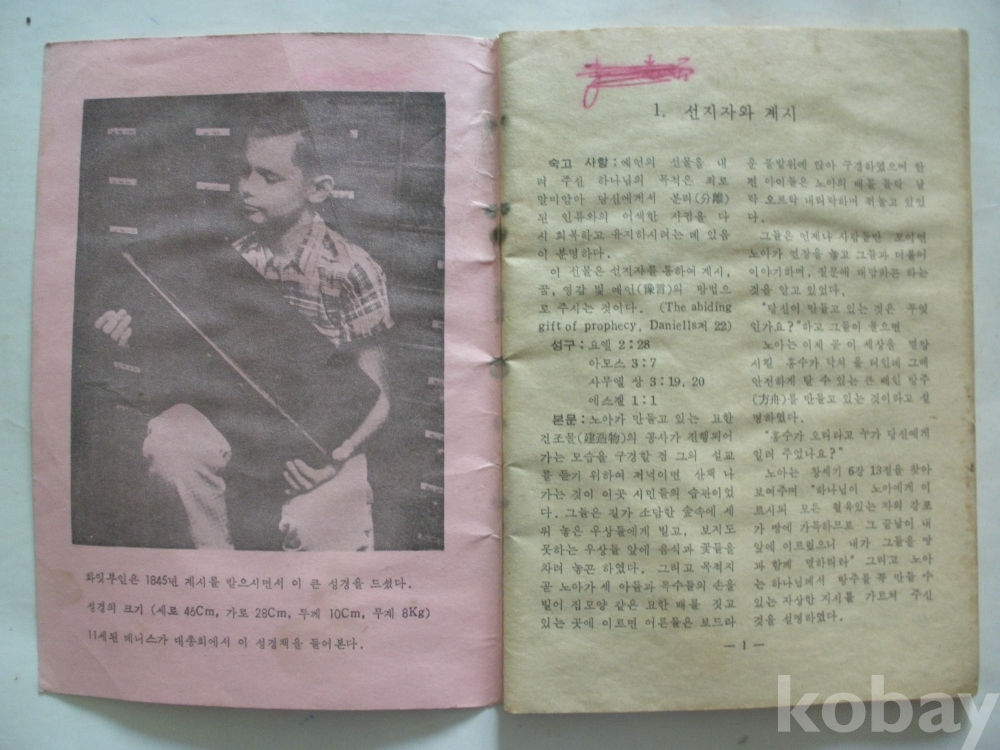 화잇부인은 1845년 계시를 받으시면서 이 큰 성경을 드셨다.
성경의 크기 (세로 46Cm, 가로 28Cm, 두께 10Cm, 무게 8Kg)
11세된 데너스가 대총회에서 이 성경책을 들어본다.
1. 선지자와 계시
숙고 사항:예언의 선물을 내
려 주신 하나님의 목적은 죄로
말미암아 당신에게서 분리(分離)
된 인류와의 이색한 사귐을 다
시 회복하고 유지하시려는 데 있음
이 분명하다.
이 선물은 선지자를 통하여 계시,
꿈, 영감 및 예언(豫言)의 방법으
로 주시는 것이다. (The abiding
gift of prophecy, Daniells저 22)
성구:요엘 2:28
아모스 3:7
사무엘 상 3:19, 20
에스겔 1:1
본문:노아가 만들고 있는 묘한
건조물(建造物)의 공사가 진행되어
가는 모습을 구경할 겸 그의 설교
를 듣기 위하여 저녁이면 산책 나
가는 것이 이곳 시민들의 습관이었
다. 그들은 길가 소담한 숲속에 세
워 놓은 우상들에게 빌고, 보지도
못하는 우상들 앞에 음식과 꽃들을
차려 놓곤 하였다. 그리고 목적지
곧 노아가 세 아들과 목수들의 손을
빌어 집모양 같은 묘한 배를 짓고
있는 곳에 이르면 어른들은 보드라
운 풀밭위에 앉아 구경하였으며 한
편 아이들은 노아의 배를 들락 날
락 오르락 내리락하며 뛰놀고 있었
다.
그들은 언제나 사람들만 모이면
노아가 연장을 놓고 그들과 더불어
이야기하며, 질문에 대답하곤 하는
것을 알고 있었다.
"당신이 만들고 있는 것은 무엇
인가요?"하고 그들이 물으면
노아는 이제 곧 이 세상을 멸망
시킬 홍수가 닥쳐 올 터인데 그때
안전하게 탈 수 있는 큰 배인 방주
(方舟)를 만들고 있는 것이라고 설
명하였다.
"홍수가 오리라고 누가 당신에게
일러 주었나요?"
노아는 창세기 6장 13절을 찾아
보여주며 "하나님이 노아에게 이
르시되 모든 혈육있는 자의 강포
가 땅에 가득하므로 그 끝날이 내
앞에 이르렀으니 내가 그들을 땅
과 함께 멸하리라" 그리고 노아
는 하나님께서 방주를 만들 수
있는 자상한 지시를 가르쳐 주신
것을 설명하였다.
— 1 —
kobay